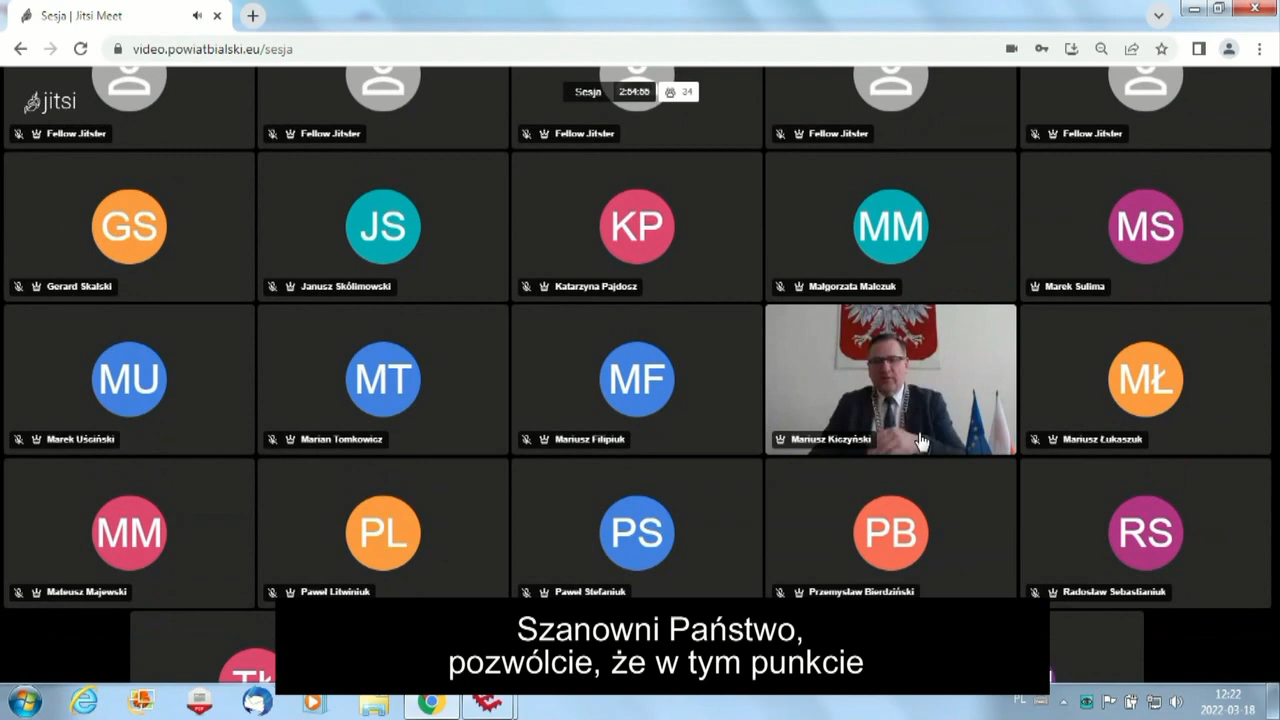 Sesja | Jitsi Meet
video.powiatbialski.eu/sesja
jitsi
Sesja 34
Fellow Jitster Fellow Jitster Fellow Jitster Fellow Jitster Fellow Jitster
GS JS KP MM MS
Gerard Skalski Janusz Skólimowski Katarzyna Pajdosz Małgorzata Malczuk Marek Sulima
MU MT MF MŁ
Marek Uściński Marian Tomkowicz Mariusz Filipiuk Mariusz Kiczyński Mariusz Łukaszuk
MM PL PS PB RS
Mateusz Majewski Paweł Litwiniuk Paweł Stefaniuk Przemysław Bierdziński Radosław Sebastianiuk
Szanowni Państwo,
pozwólcie, że w tym punkcie
PL
12:22
2022-03-18